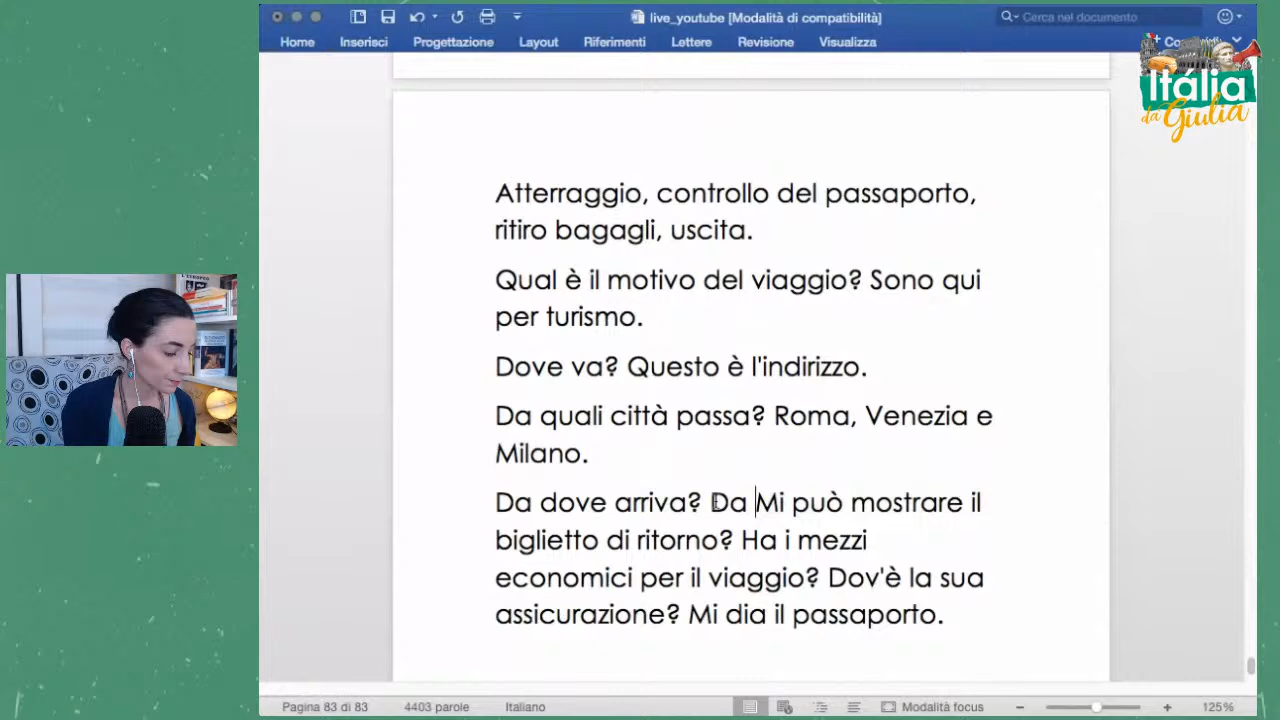 live_youtube [Modalità di compatibilità]
Cerca nel documento
Home Inserisci Progettazione Layout Riferimenti Lettere Revisione Visualizza
Itália
da Giulia
Atterraggio, controllo del passaporto,
ritiro bagagli, uscita.
Qual è il motivo del viaggio? Sono qui
per turismo.
Dove va? Questo è l'indirizzo.
Da quali città passa? Roma, Venezia e
Milano.
Da dove arriva? Da Mi può mostrare il
biglietto di ritorno? Ha i mezzi
economici per il viaggio? Dov'è la sua
assicurazione? Mi dia il passaporto.
Pagina 83 di 83 4403 parole Italiano Modalità focus 125%